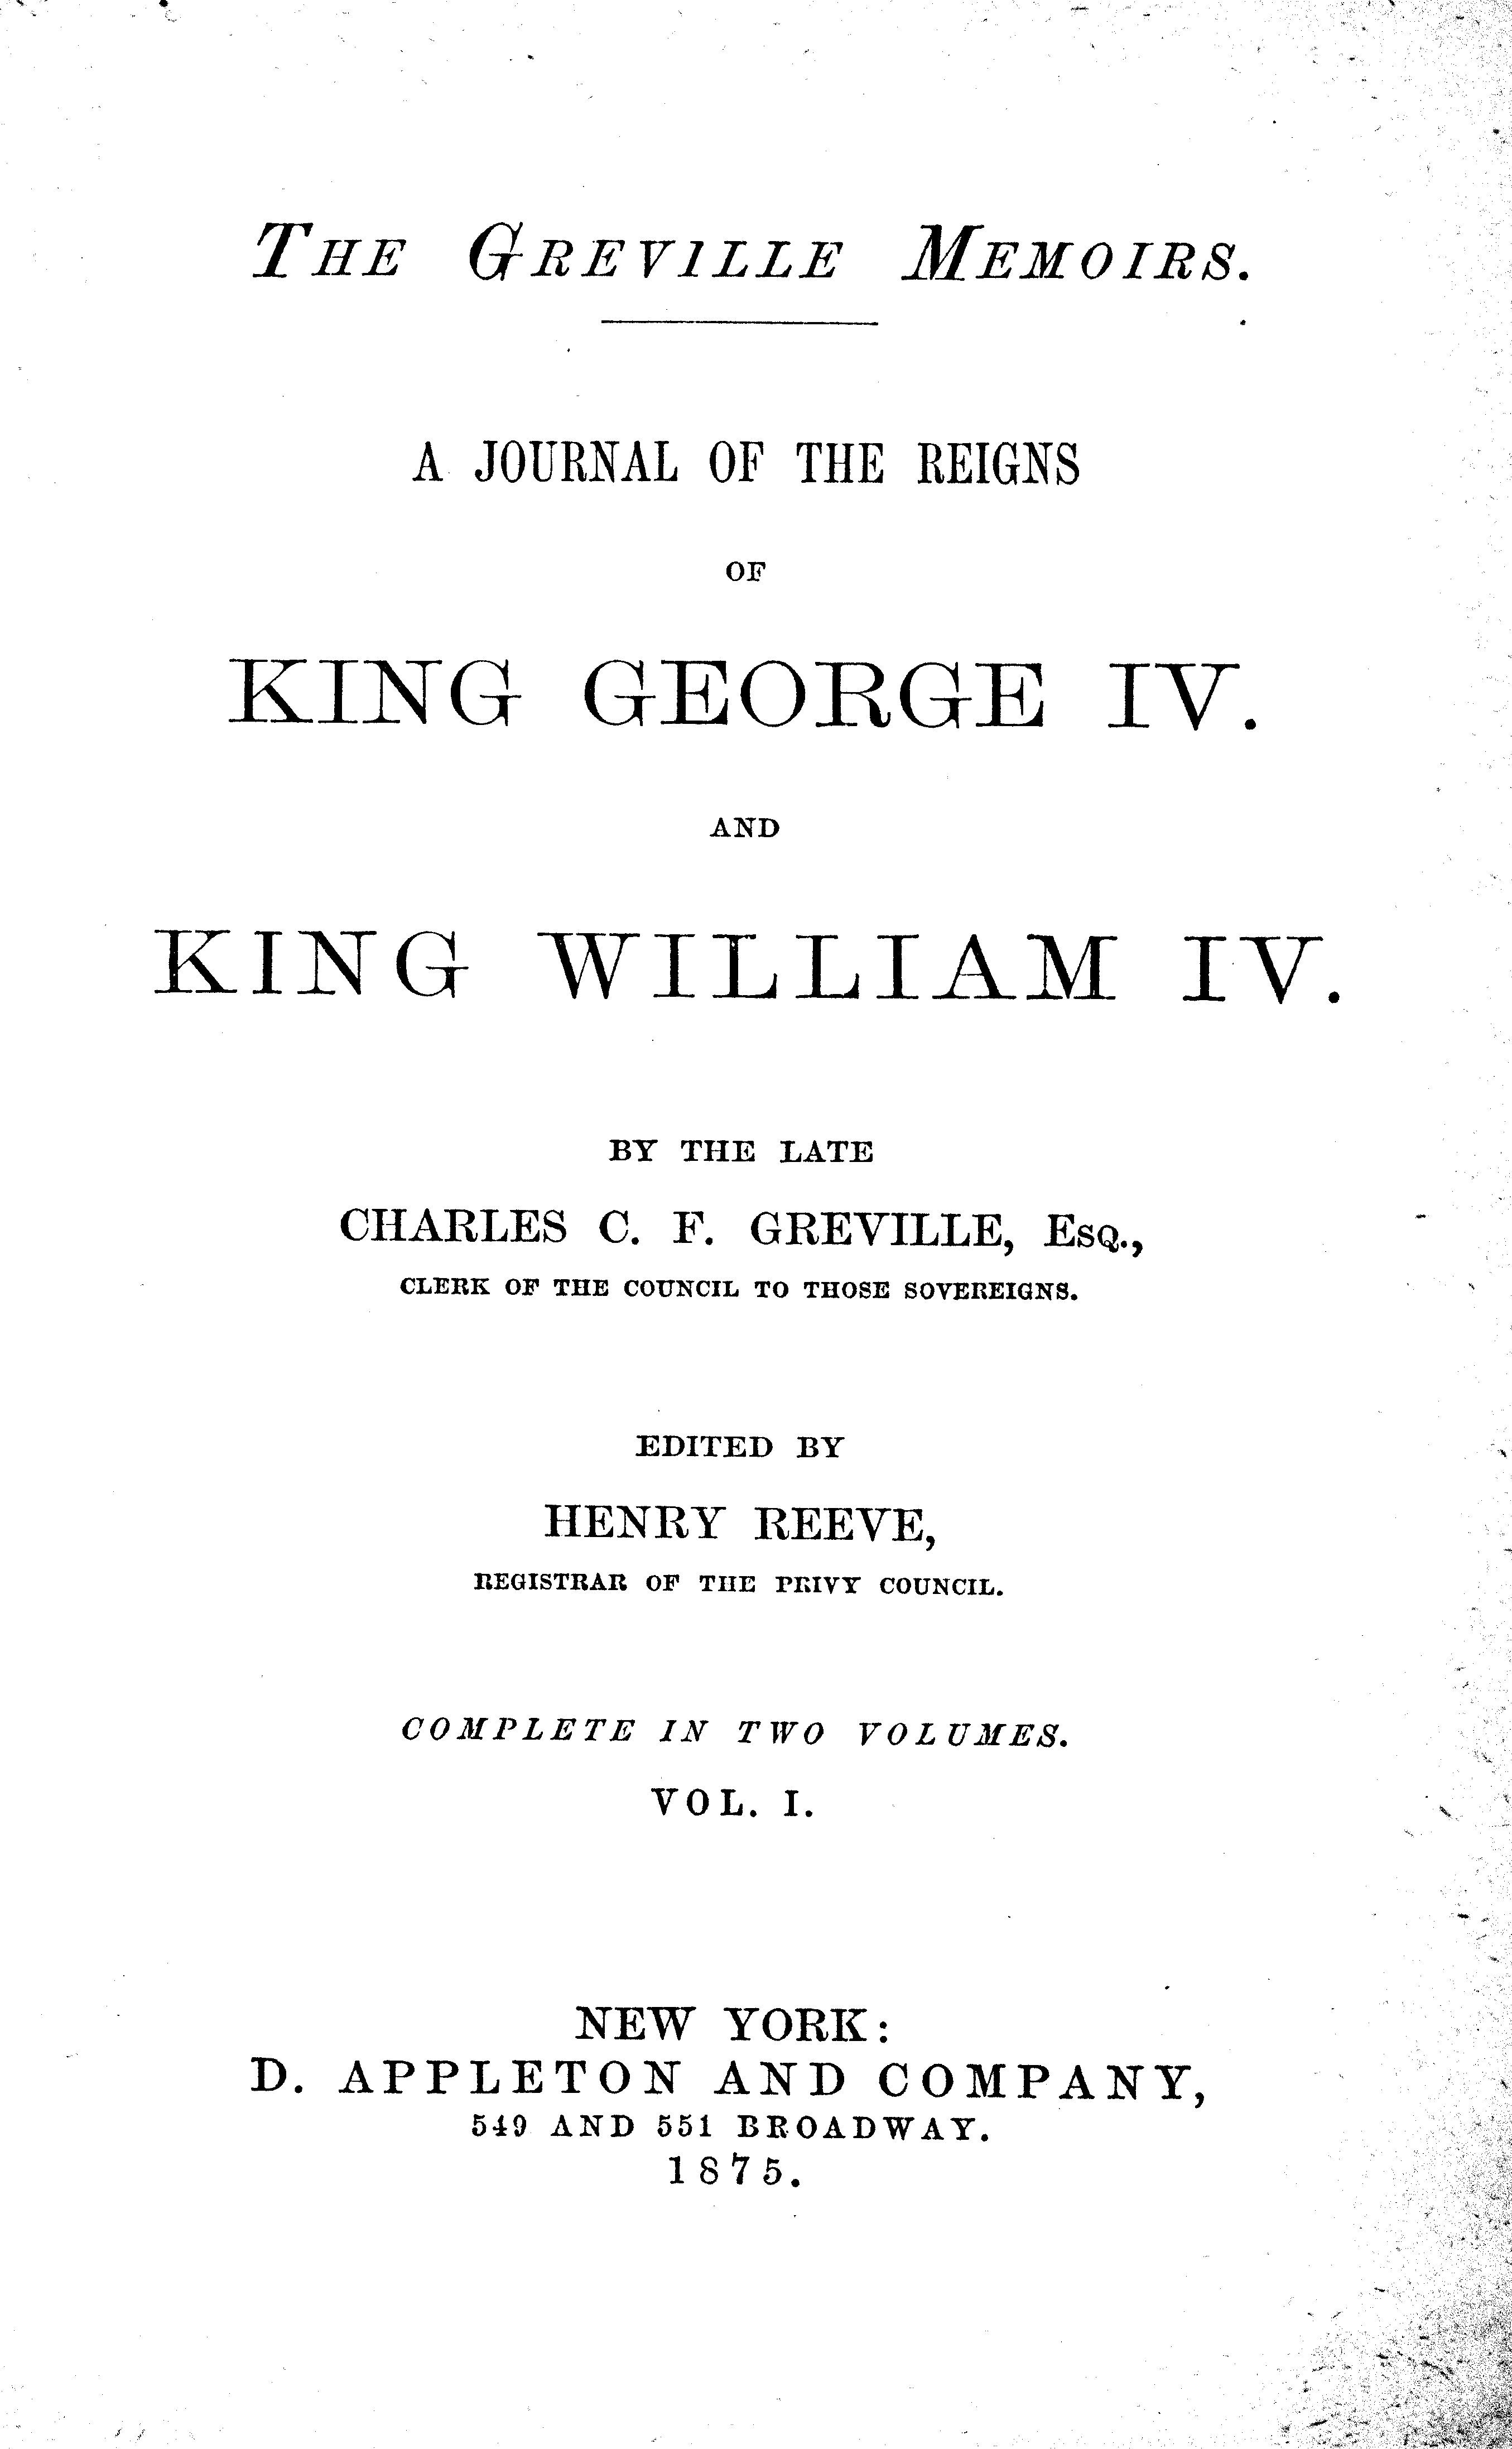 THE GREVILLE MEMOIRS.
A JOURNAL OF THE REIGNS
OF
KING GEORGE IV.
AND
KING WILLIAM IV.
BY THE LATE
CHARLES C. F. GREVILLE, ESQ.,
CLERK OF THE COUNCIL TO THOSE SOVEREIGNS.
EDITED BY
HENRY REEVE,
REGISTRAR OF THE PRIVY COUNCIL.
COMPLETE IN TWO VOLUMES.
VOL. I.
NEW YORK:
D. APPLETON AND COMPANY,
549 AND 551 BROADWAY.
1875.